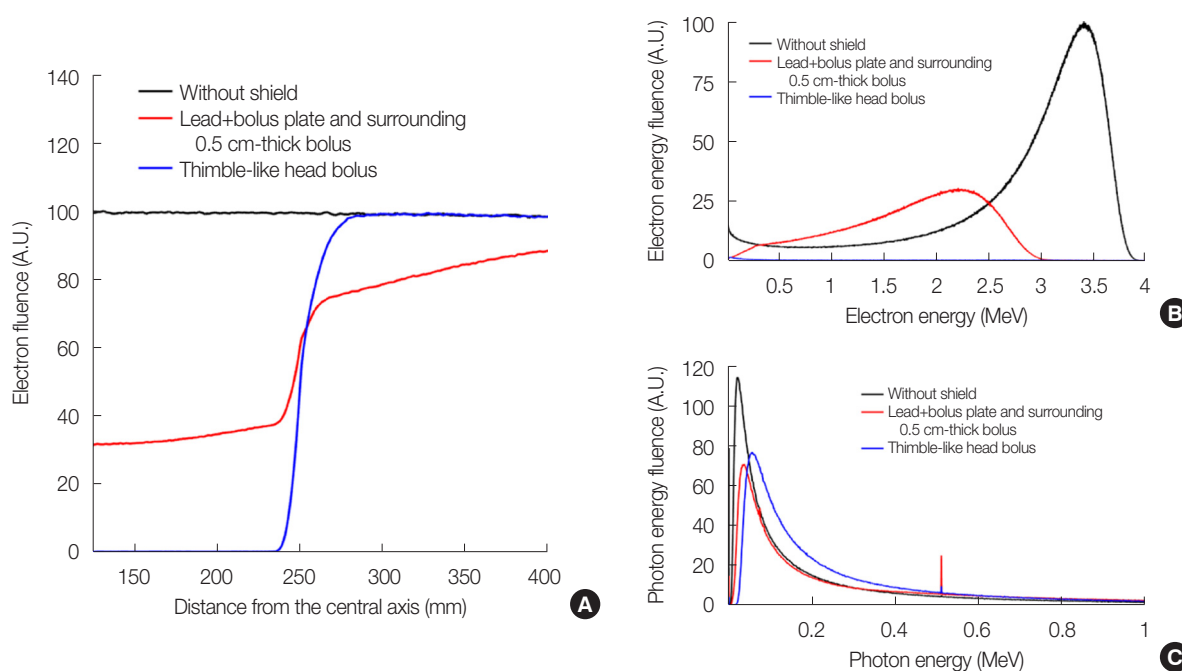 140
120
100
80
60
40
20
0
Electron fluence (A.U.)
Without shield
Lead+bolus plate and surrounding
0.5 cm-thick bolus
Thimble-like head bolus
150 200 250 300 350 400
Distance from the central axis (mm)
A
100
75
50
25
0
Electron energy fluence (A.U.)
Without shield
Lead+bolus plate and surrounding
0.5 cm-thick bolus
Thimble-like head bolus
0.5 1 1.5 2 2.5 3 3.5 4
Electron energy (MeV)
B
120
100
80
60
40
20
0
Photon energy fluence (A.U.)
Without shield
Lead+bolus plate and surrounding
0.5 cm-thick bolus
Thimble-like head bolus
0.2 0.4 0.6 0.8 1
Photon energy (MeV)
C